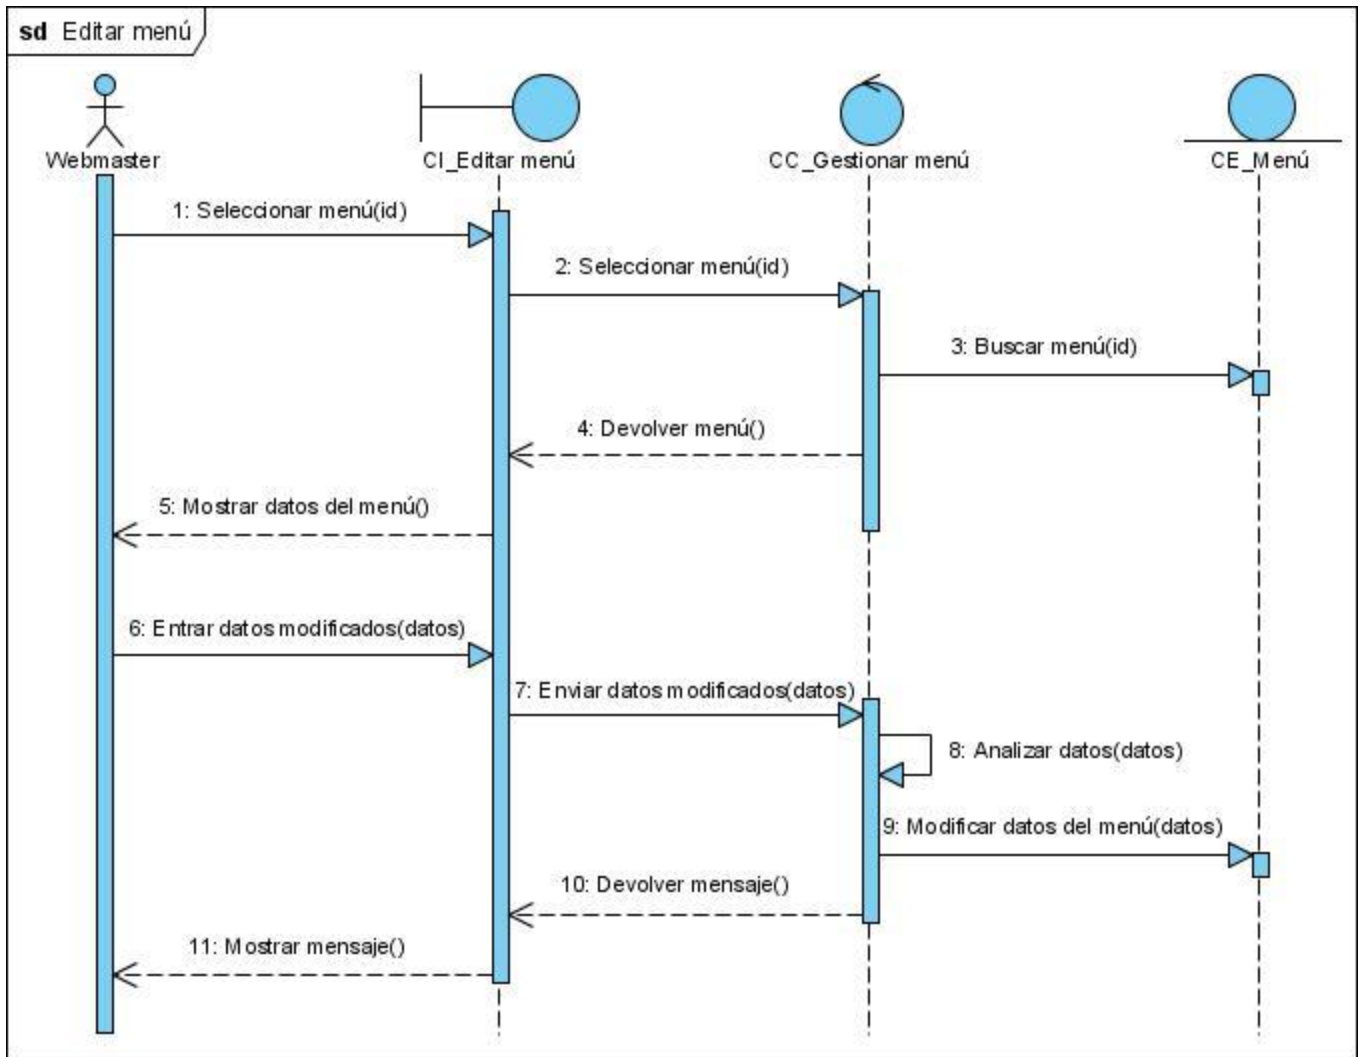 sd Editar menú
Webmaster
CI_Editar menú
CC_Gestionar menú
CE_Menú
1: Seleccionar menú(id)
2: Seleccionar menú(id)
3: Buscar menú(id)
4: Devolver menú()
5: Mostrar datos del menú()
6: Entrar datos modificados(datos)
7: Enviar datos modificados(datos)
8: Analizar datos(datos)
9: Modificar datos del menú(datos)
10: Devolver mensaje()
11: Mostrar mensaje()